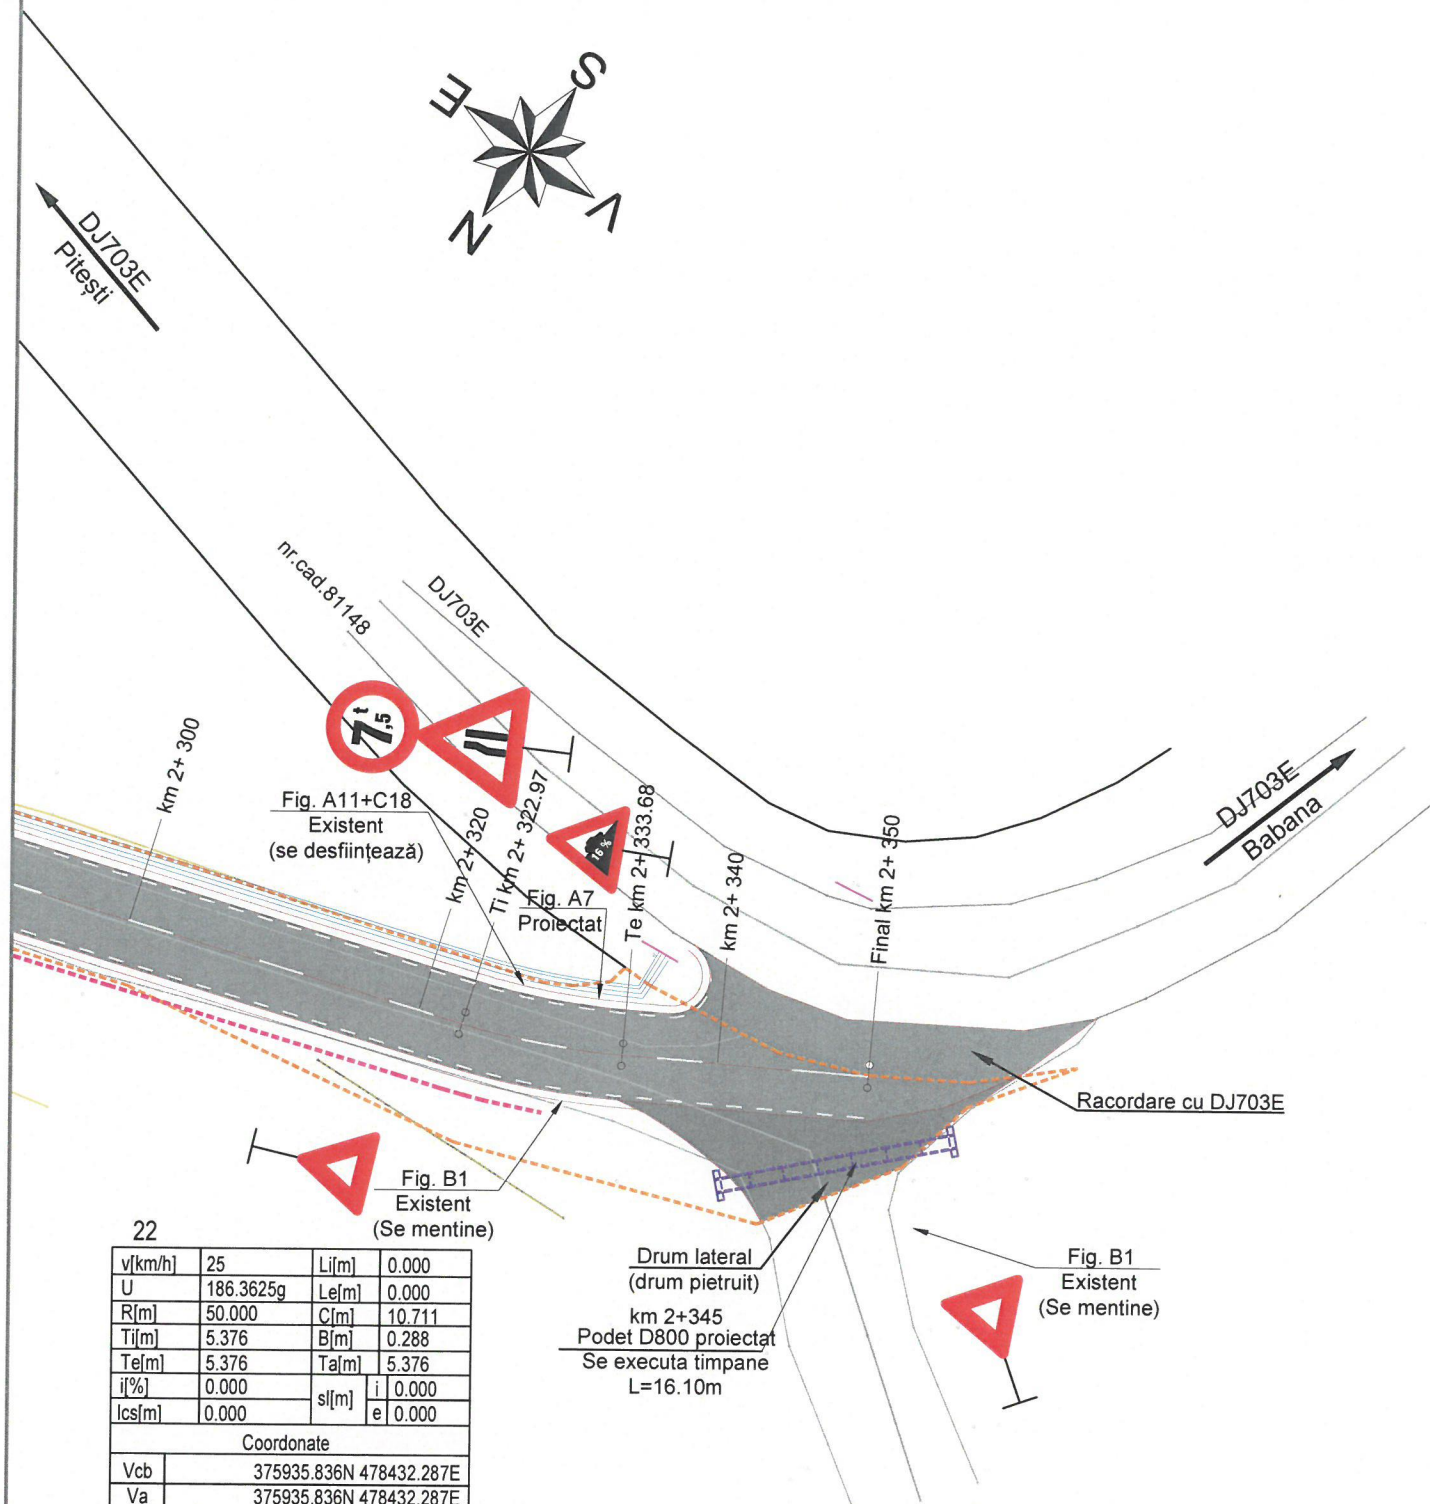 S
E
V
N
DJ703E
Pitești
nr.cad.81148
DJ703E
7,5 t
km 2+ 300
Fig. A11+C18
Existent
(se desființează)
km 2+ 320
Ti km 2+ 322.97
16 %
Fig. A7
Proiectat
Te km 2+ 333.68
km 2+ 340
Final km 2+ 350
DJ703E
Babana
Racordare cu DJ703E
Fig. B1
Existent
(Se mentine)
Drum lateral
(drum pietruit)
km 2+345
Podet D800 proiectat
Se executa timpane
L=16.10m
Fig. B1
Existent
(Se mentine)
22
v[km/h] 25 Li[m] 0.000
U 186.3625g Le[m] 0.000
R[m] 50.000 C[m] 10.711
Ti[m] 5.376 B[m] 0.288
Te[m] 5.376 Ta[m] 5.376
i[%] 0.000 sl[m] i 0.000
lcs[m] 0.000 e 0.000
Coordonate
Vcb 375935.836N 478432.287E
Va 375935.836N 478432.287E